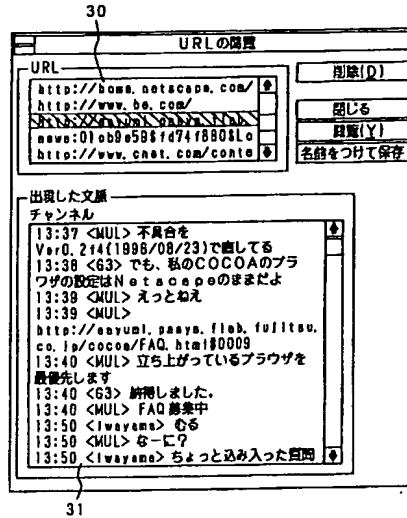 30
URLの閲覧
URL
http://home.netscape.com/
http://www.be.com/
http://
http://www.cnet.com/conte
削除(D)
閉じる
閲覧(Y)
名前をつけて保存
出現した文脈
チャンネル
13:37 <MUL> 不具合を
Ver0.2f4(1996/08/23)で直してる
13:38 <G3> でも、私のCOCOAのブラ
ウザの設定はNetscapeのままだよ
13:39 <MUL> えっとねえ
13:39 <MUL>
http://aayumi.paaya.flab.fujitsu.
co.jp/cocoa/FAQ.html$0009
13:40 <MUL> 立ち上がっているブラウザを
最優先します
13:40 <G3> 納得しました.
13:40 <MUL> FAQ募集中
13:50 <iwayama> むる
13:50 <MUL> なーに?
13:50 <iwayama> ちょっと込み入った質問
31